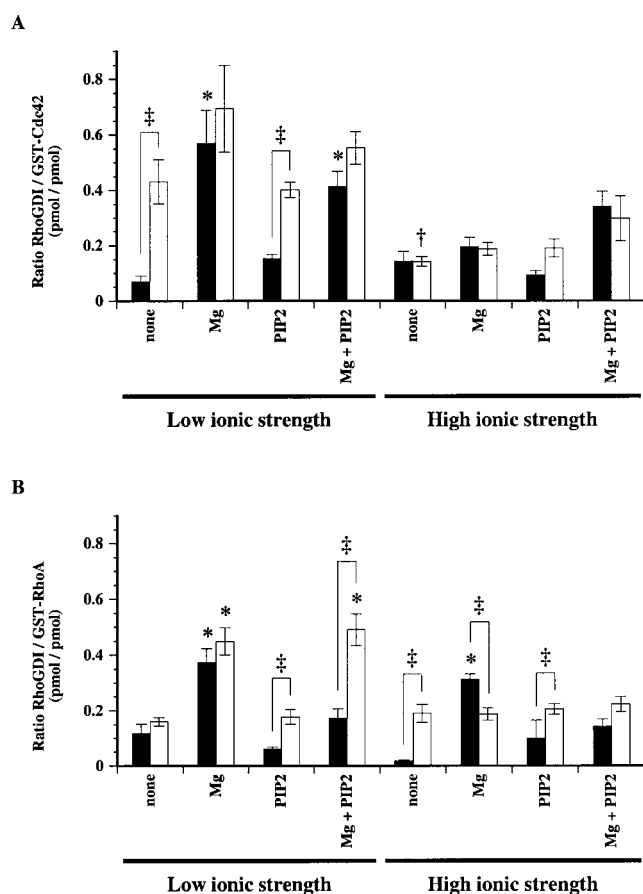 A
Ratio RhoGDI / GST-Cdc42
(pmol / pmol)
0.8
0.6
0.4
0.2
0
‡
*
‡
*
†
none
Mg
PIP2
Mg + PIP2
none
Mg
PIP2
Mg + PIP2
Low ionic strength
High ionic strength
B
Ratio RhoGDI / GST-RhoA
(pmol / pmol)
0.8
0.6
0.4
0.2
0
*
*
‡
‡
*
‡
‡
*
‡
none
Mg
PIP2
Mg + PIP2
none
Mg
PIP2
Mg + PIP2
Low ionic strength
High ionic strength